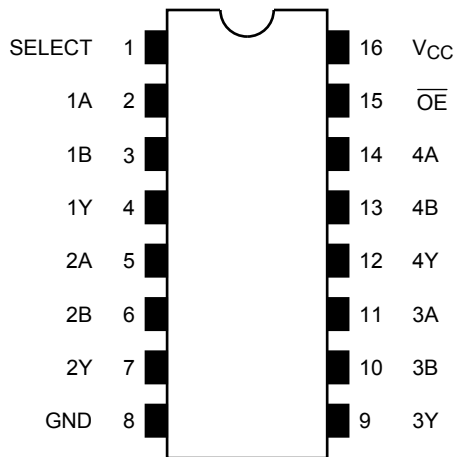 SELECT 1 16 VCC
1A 2 15 OE
1B 3 14 4A
1Y 4 13 4B
2A 5 12 4Y
2B 6 11 3A
2Y 7 10 3B
GND 8 9 3Y